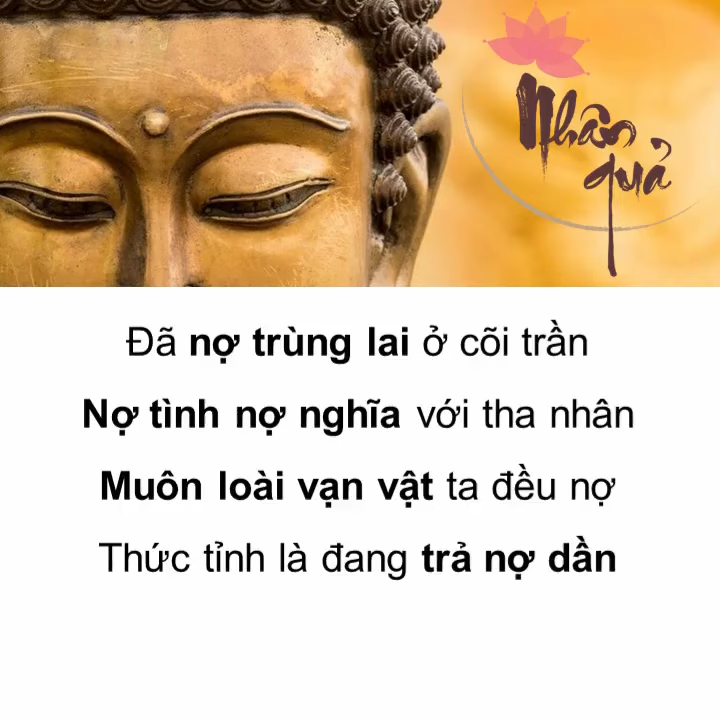 Nhân
quả
Đã nợ trùng lai ở cõi trần
Nợ tình nợ nghĩa với tha nhân
Muôn loài vạn vật ta đều nợ
Thức tỉnh là đang trả nợ dần